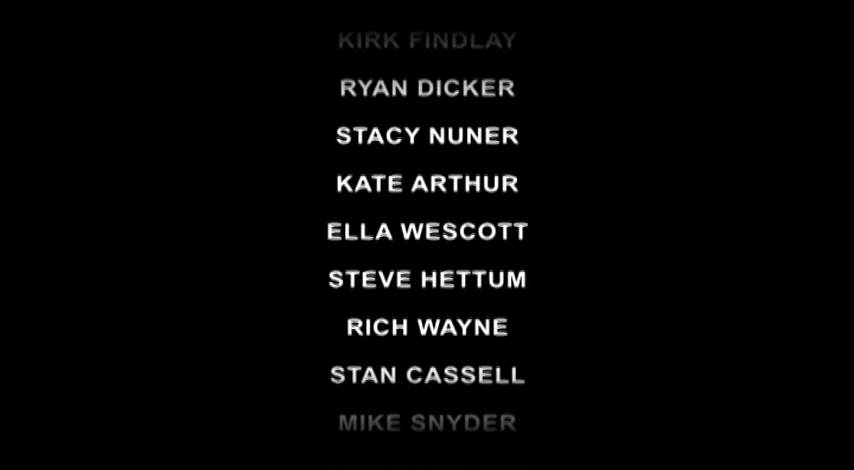 KIRK FINDLAY
RYAN DICKER
STACY NUNER
KATE ARTHUR
ELLA WESCOTT
STEVE HETTUM
RICH WAYNE
STAN CASSELL
MIKE SNYDER